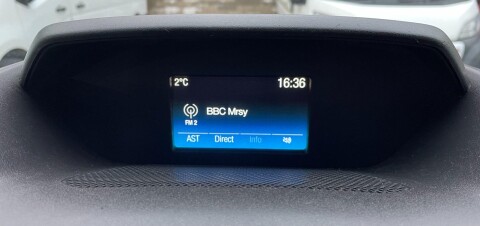 2°C 16:36
BBC Mrsy
FM 2
AST Direct Info